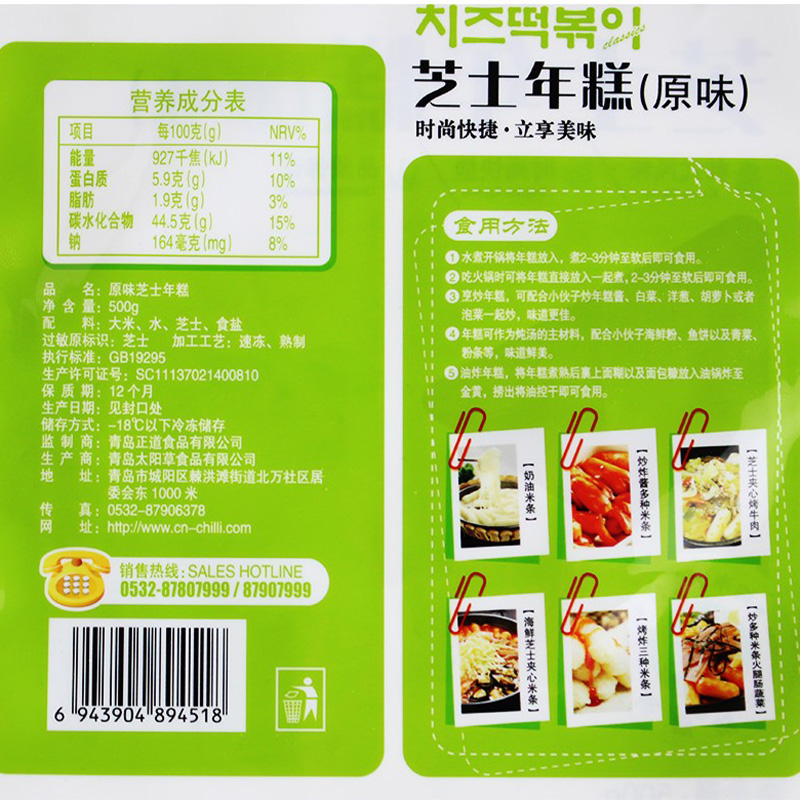 치즈떡볶이
classics
芝士年糕(原味)
时尚快捷·立享美味
营养成分表
项目 每100克(g) NRV%
能量 927千焦(kJ) 11%
蛋白质 5.9克(g) 10%
脂肪 1.9克(g) 3%
碳水化合物 44.5克(g) 15%
钠 164毫克(mg) 8%
品名：原味芝士年糕
净含量：500g
配料：大米、水、芝士、食盐
过敏原标识：芝士 加工工艺：速冻、熟制
执行标准：GB19295
生产许可证号：SC11137021400810
保质期：12个月
生产日期：见封口处
储存方式：-18℃以下冷冻储存
监制商：青岛正道食品有限公司
生产商：青岛太阳草食品有限公司
地址：青岛市城阳区棘洪滩街道北万社区居
委会东1000米
传真：0532-87906378
网址：http://www.cn-chilli.com
销售热线：SALES HOTLINE
0532-87807999 / 87907999
6 943904 894518
食用方法
1 水煮开锅将年糕放入，煮2-3分钟至软后即可食用。
2 吃火锅时可将年糕直接放入一起煮，2-3分钟至软后即可食用。
3 烹炒年糕，可配合小伙子炒年糕酱、白菜、洋葱、胡萝卜或者
泡菜一起炒，味道更佳。
4 年糕可作为炖汤的主材料，配合小伙子海鲜粉、鱼饼以及青菜、
粉条等，味道鲜美。
5 油炸年糕，将年糕煮熟后裹上面糊以及面包糠放入油锅炸至
金黄，捞出将油控干即可食用。
【奶油米条】
【炒炸酱多种米条】
【芝士夹心烤牛肉】
【海鲜芝士夹心米条】
【烤炸三种米条】
【炒多种米条火腿肠蔬菜】